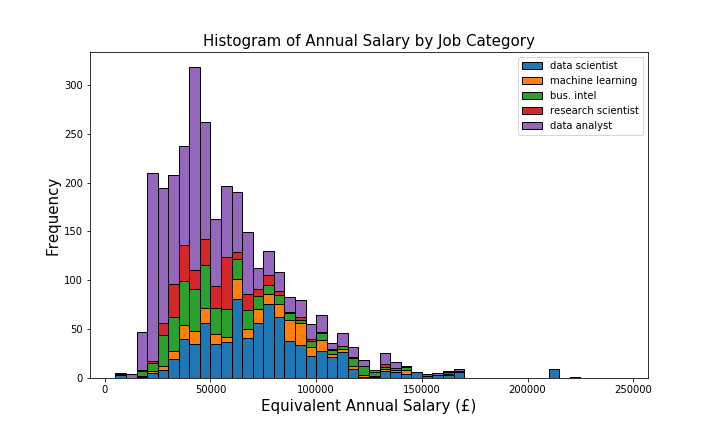 Histogram of Annual Salary by Job Category
data scientist
machine learning
bus. intel
research scientist
data analyst
Frequency
300
250
200
150
100
50
0
0 50000 100000 150000 200000 250000
Equivalent Annual Salary (£)